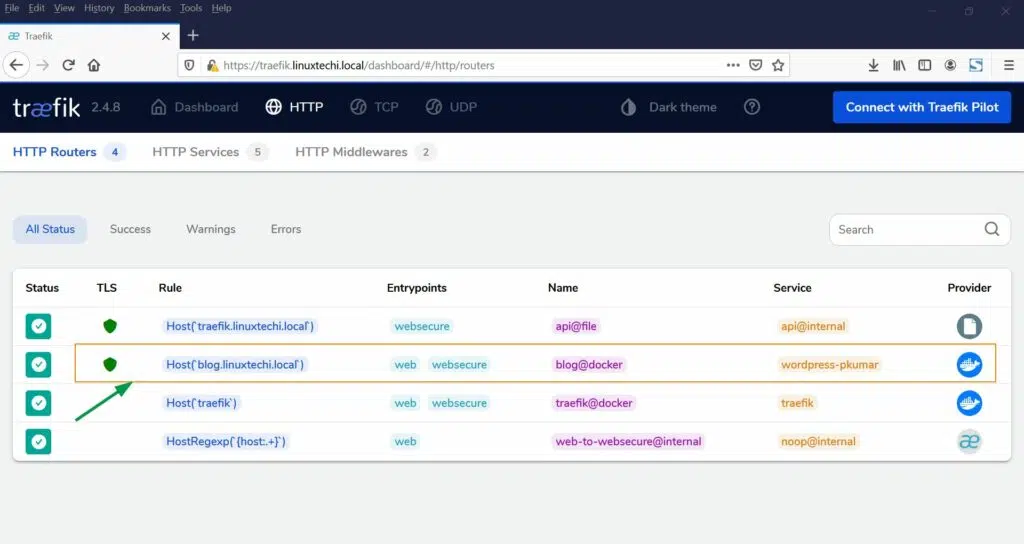 File Edit View History Bookmarks Tools Help
Traefik
https://traefik.linuxtechi.local/dashboard/#/http/routers
træfik 2.4.8 Dashboard HTTP TCP UDP Dark theme Connect with Traefik Pilot
HTTP Routers 4 HTTP Services 5 HTTP Middlewares 2
All Status Success Warnings Errors Search
Status TLS Rule Entrypoints Name Service Provider
Host(`traefik.linuxtechi.local`) websecure api@file api@internal
Host(`blog.linuxtechi.local`) web websecure blog@docker wordpress-pkumar
Host(`traefik`) web websecure traefik@docker traefik
HostRegexp(`{host:.+}`) web web-to-websecure@internal noop@internal